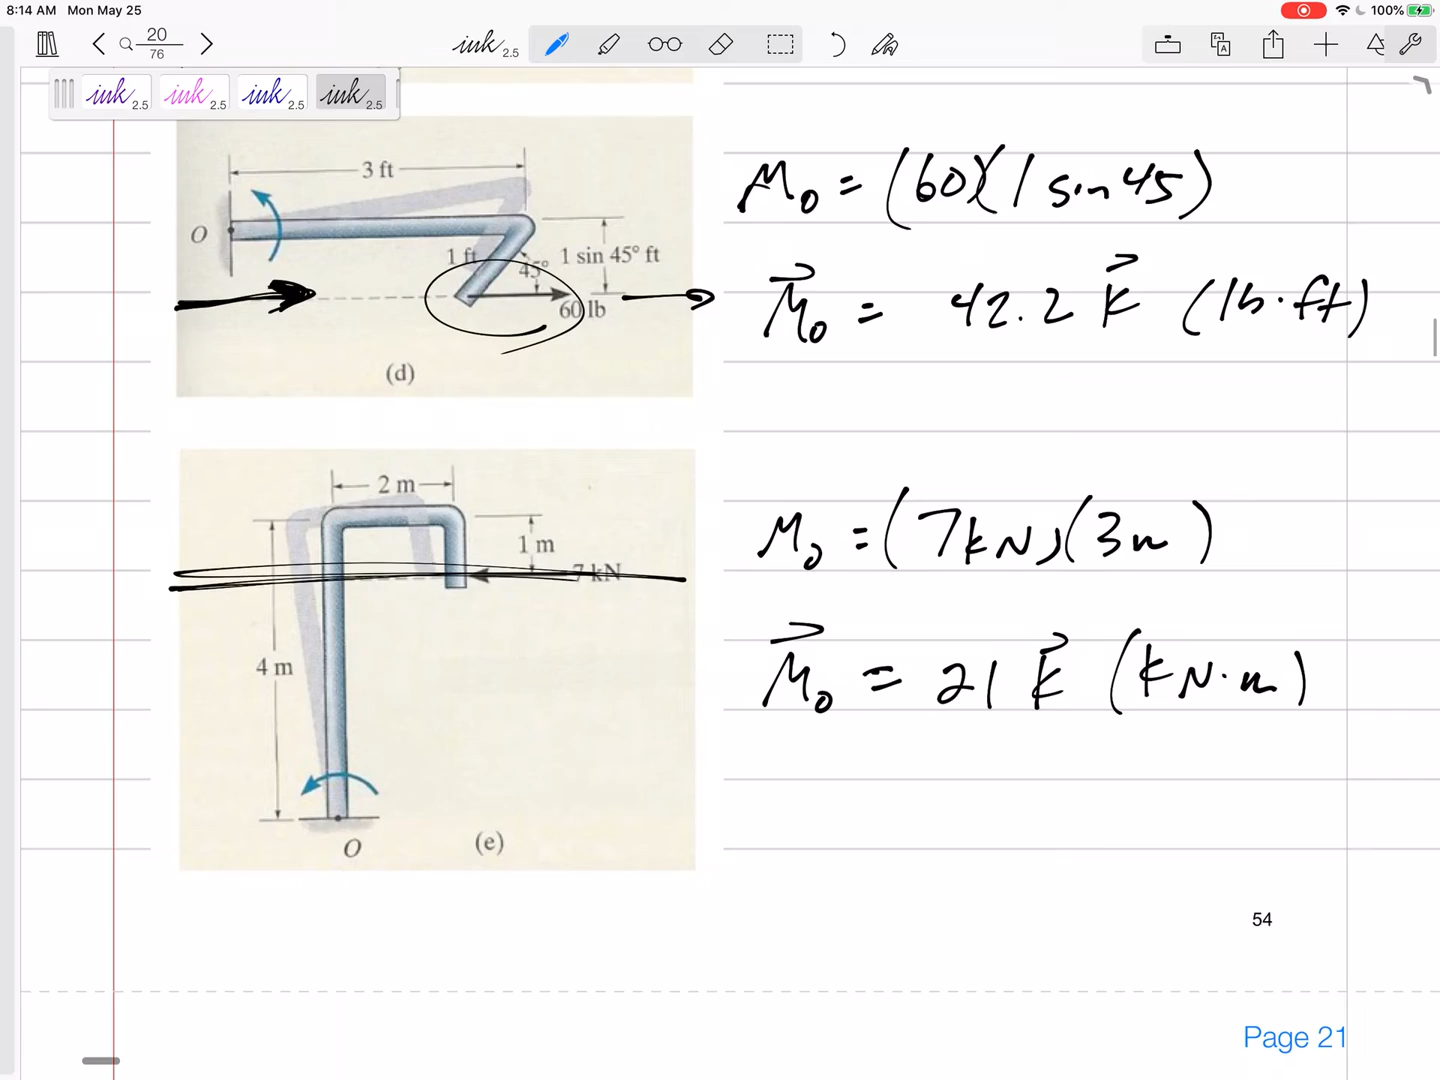 8:14 AM Mon May 25
100%
20
76
ink 2.5
ink 2.5 ink 2.5 ink 2.5 ink 2.5
3 ft
O
1 ft
45°
1 sin 45° ft
60 lb
(d)
M₀ = (60)(1 sin 45)
M₀ = 42.2 k (lb·ft)
2 m
1 m
7 kN
4 m
O
(e)
M₀ = (7kN)(3m)
M₀ = 21 k (kN·m)
54
Page 21